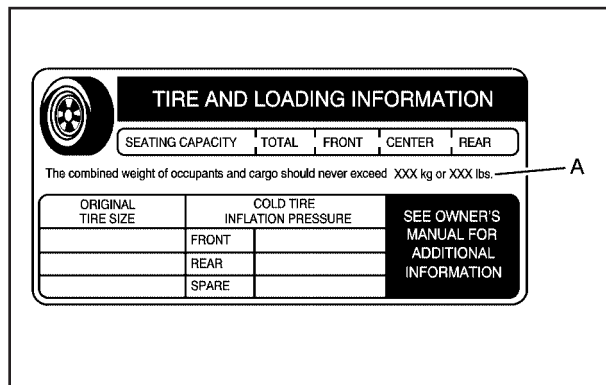 TIRE AND LOADING INFORMATION
SEATING CAPACITY TOTAL FRONT CENTER REAR
The combined weight of occupants and cargo should never exceed XXX kg or XXX lbs.
A
ORIGINAL
TIRE SIZE
COLD TIRE
INFLATION PRESSURE
FRONT
REAR
SPARE
SEE OWNER'S
MANUAL FOR
ADDITIONAL
INFORMATION